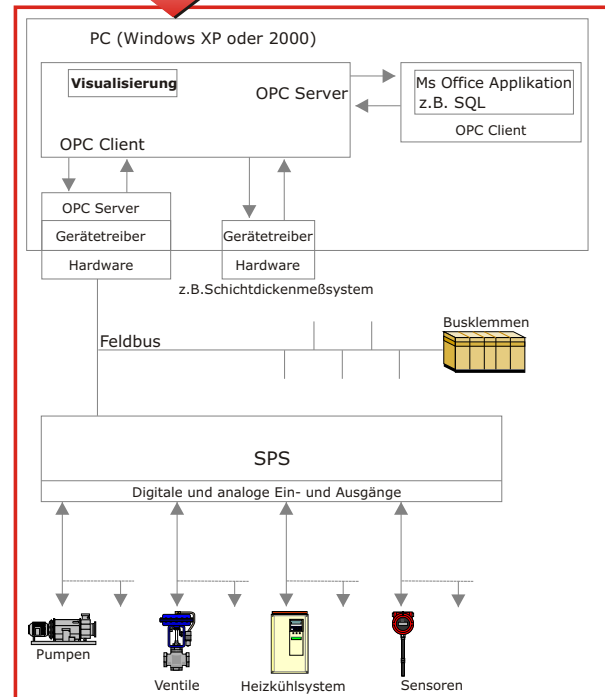 PC (Windows XP oder 2000)
Visualisierung
OPC Server
OPC Client
Ms Office Applikation
z.B. SQL
OPC Client
OPC Server
Gerätetreiber
Hardware
Gerätetreiber
Hardware
z.B.Schichtdickenmeßsystem
Feldbus
Busklemmen
SPS
Digitale und analoge Ein- und Ausgänge
Pumpen
Ventile
Heizkühlsystem
Sensoren